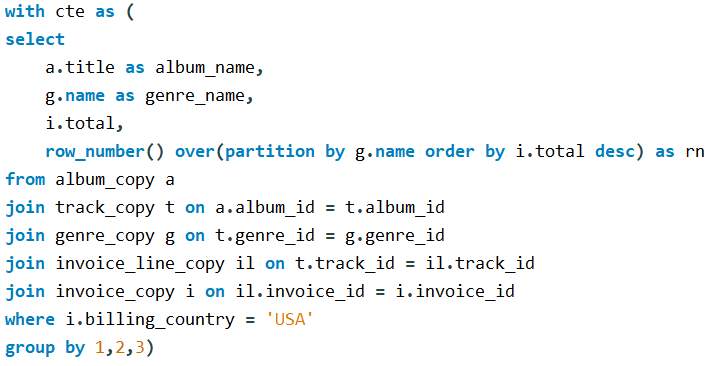 with cte as (
select
    a.title as album_name,
    g.name as genre_name,
    i.total,
    row_number() over(partition by g.name order by i.total desc) as rn
from album_copy a
join track_copy t on a.album_id = t.album_id
join genre_copy g on t.genre_id = g.genre_id
join invoice_line_copy il on t.track_id = il.track_id
join invoice_copy i on il.invoice_id = i.invoice_id
where i.billing_country = 'USA'
group by 1,2,3)